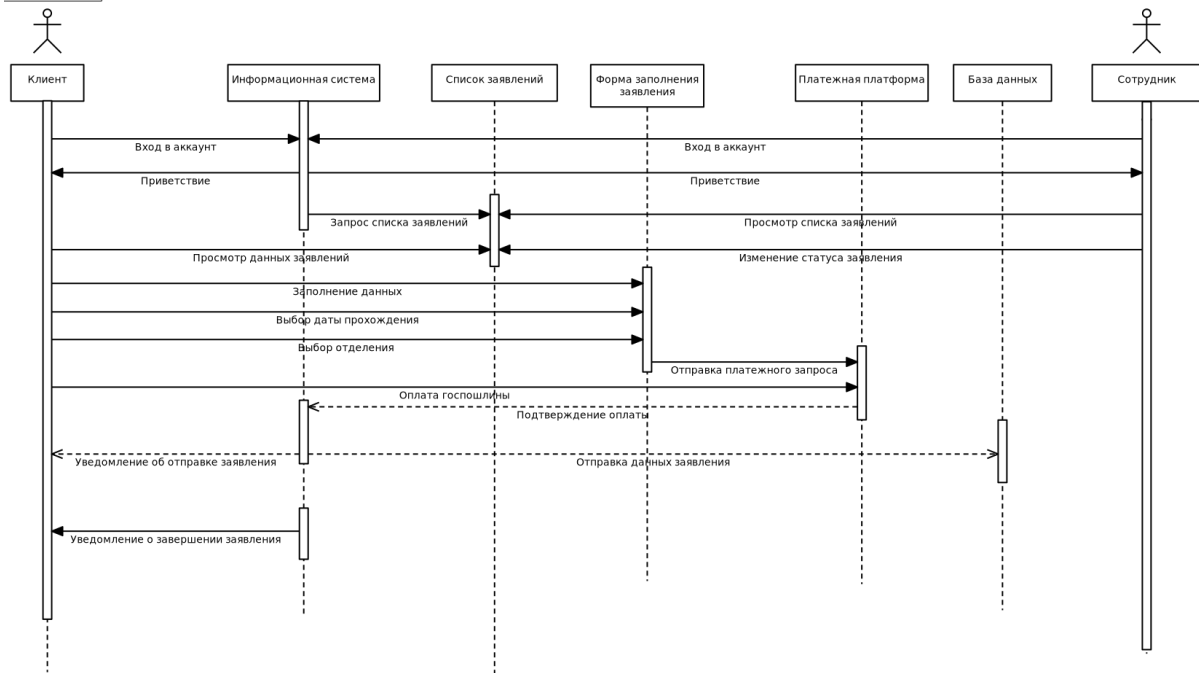 Клиент
Информационная система
Список заявлений
Форма заполнения
заявления
Платежная платформа
База данных
Сотрудник
Вход в аккаунт
Вход в аккаунт
Приветствие
Приветствие
Запрос списка заявлений
Просмотр списка заявлений
Просмотр данных заявлений
Изменение статуса заявления
Заполнение данных
Выбор даты прохождения
Выбор отделения
Отправка платежного запроса
Оплата госпошлины
Подтверждение оплаты
Уведомление об отправке заявления
Отправка данных заявления
Уведомление о завершении заявления